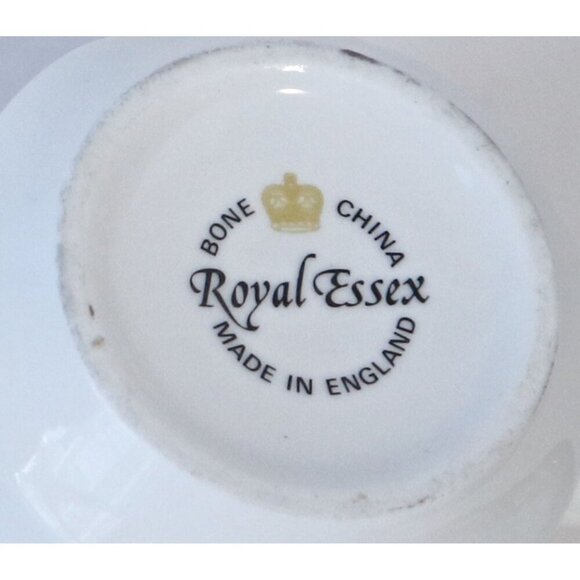 BONE CHINA
Royal Essex
MADE IN ENGLAND